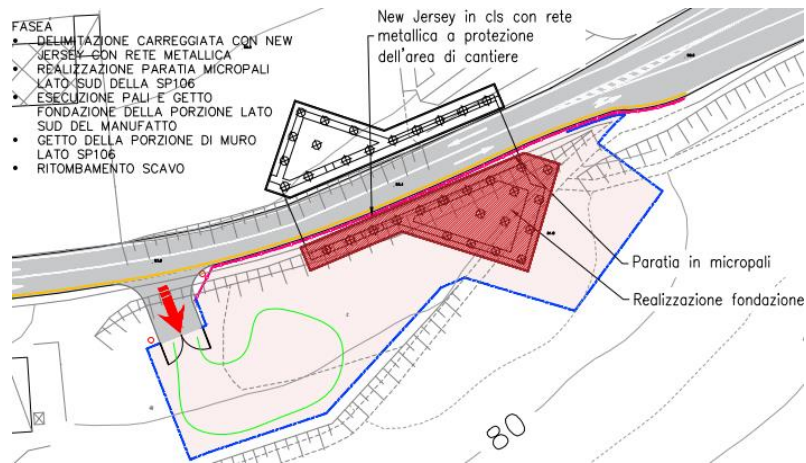 FASEA
• DELIMITAZIONE CARREGGIATA CON NEW
JERSEY CON RETE METALLICA
• REALIZZAZIONE PARATIA MICROPALI
LATO SUD DELLA SP106
• ESECUZIONE PALI E GETTO
FONDAZIONE DELLA PORZIONE LATO
SUD DEL MANUFATTO
• GETTO DELLA PORZIONE DI MURO
LATO SP106
• RITOMBAMENTO SCAVO
New Jersey in cls con rete
metallica a protezione
dell'area di cantiere
Paratia in micropali
Realizzazione fondazione
80